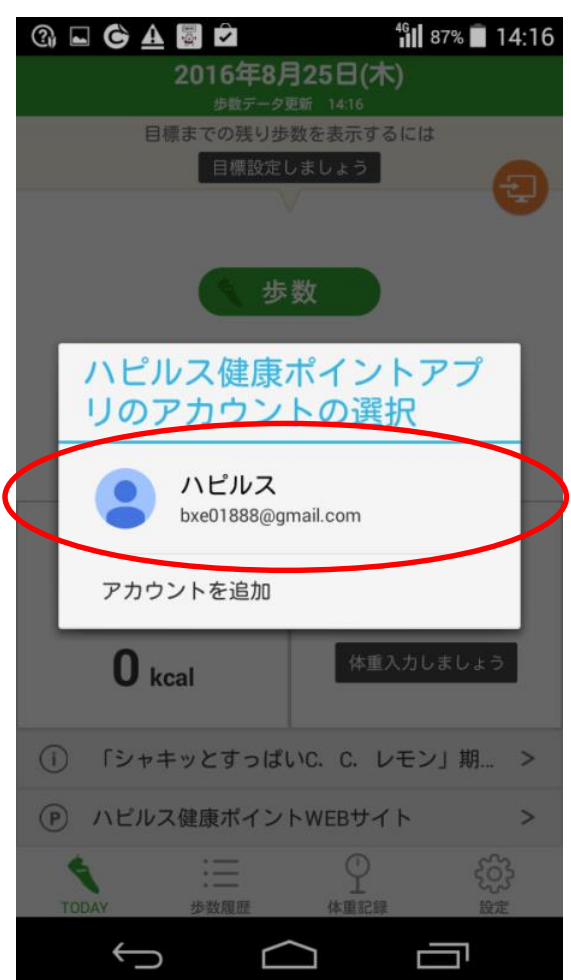 4G 87% 14:16
2016年8月25日(木)
歩数データ更新 14:16
目標までの残り歩数を表示するには
目標設定しましょう
歩数
ハピルス健康ポイントアプ
リのアカウントの選択
ハピルス
bxe01888@gmail.com
アカウントを追加
0 kcal
体重入力しましょう
「シャキッとすっぱいC. C. レモン」期... >
P ハピルス健康ポイントWEBサイト >
TODAY 歩数履歴 体重記録 設定